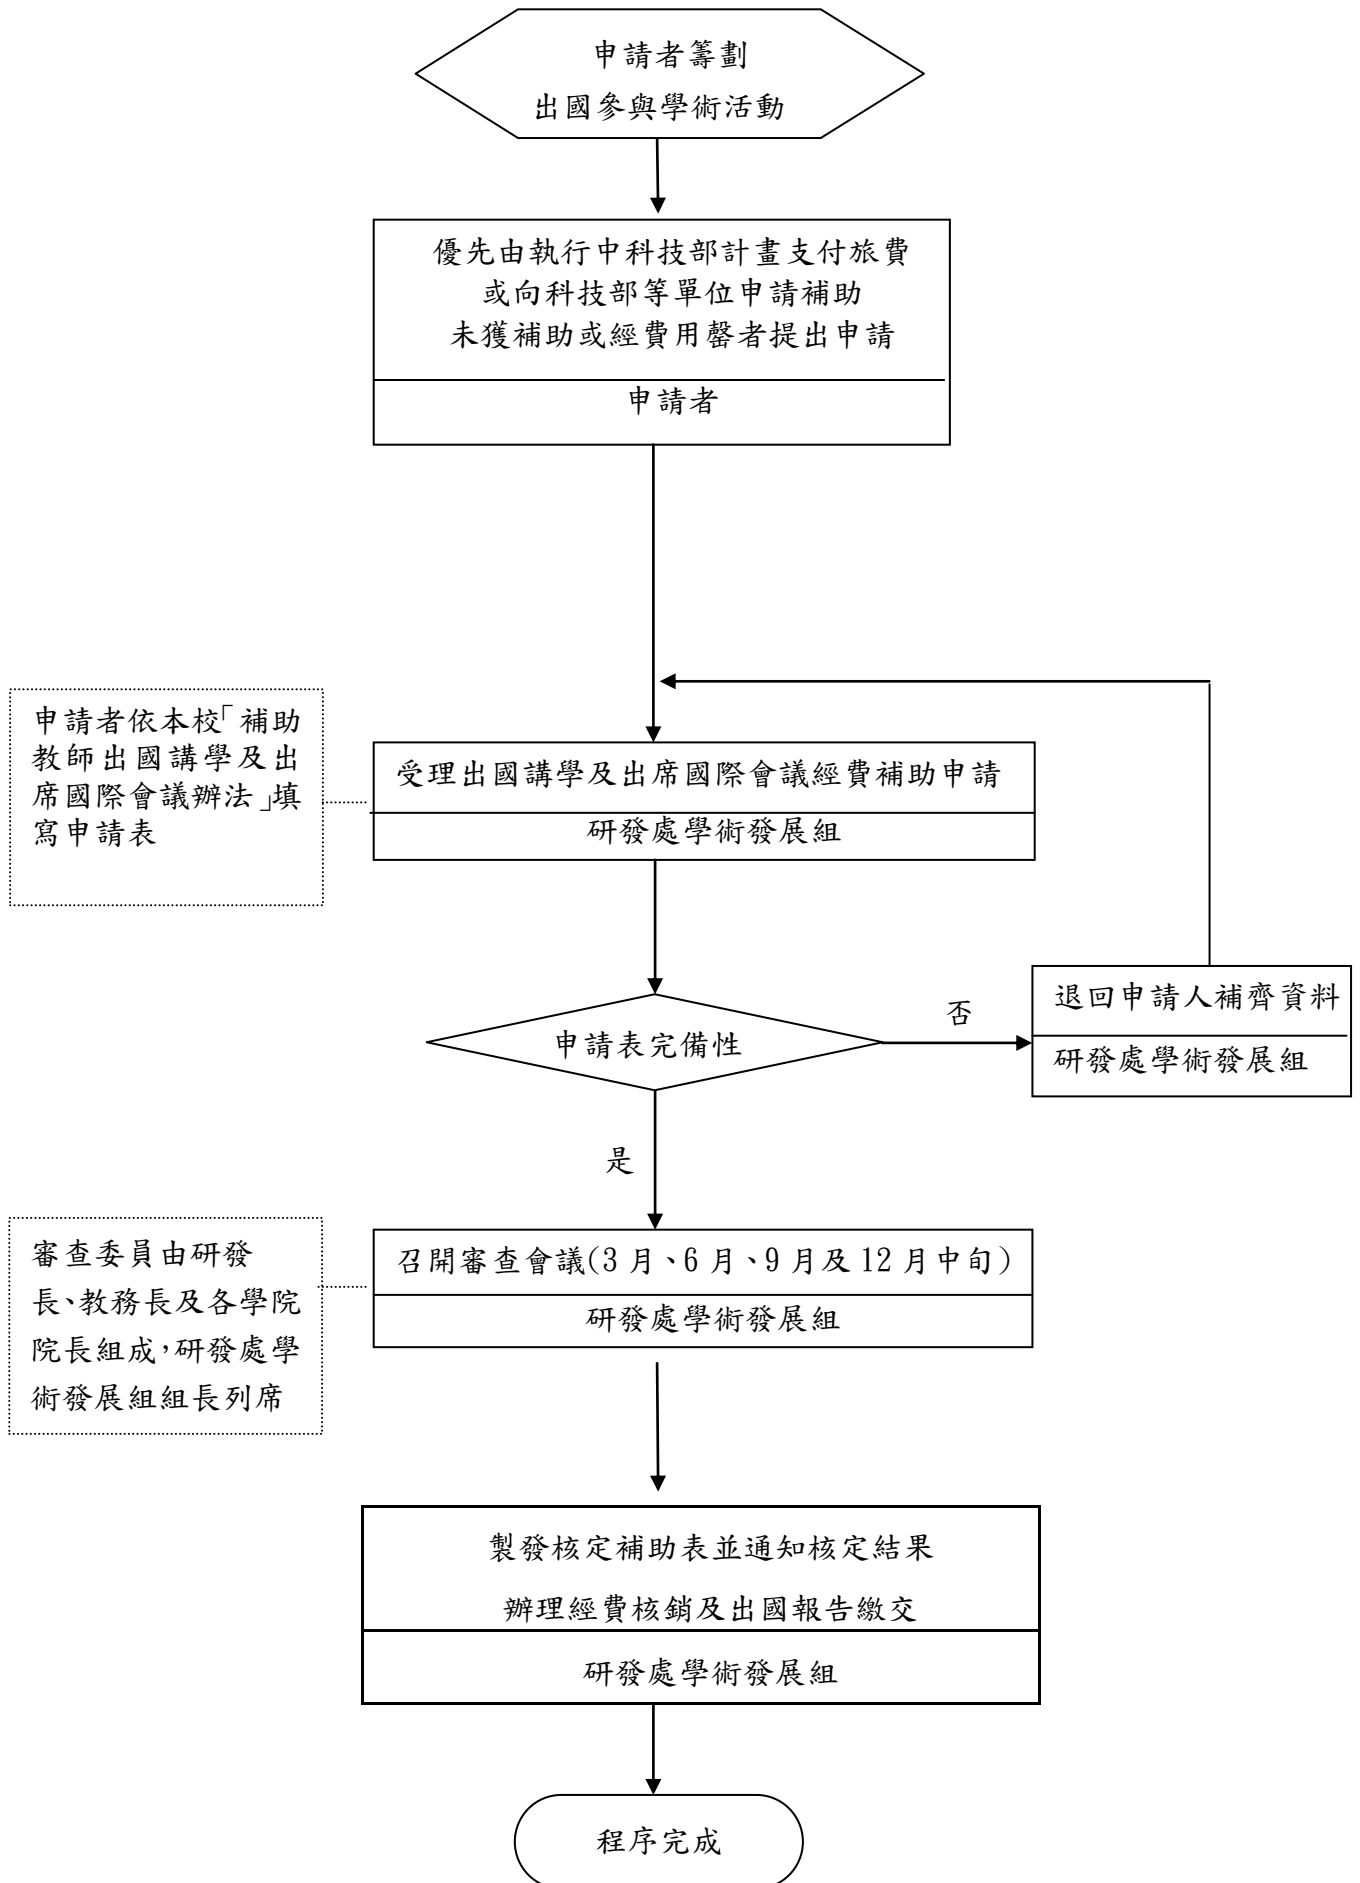 申請者籌劃
出國參與學術活動
優先由執行中科技部計畫支付旅費
或向科技部等單位申請補助
未獲補助或經費用罄者提出申請
申請者
申請者依本校「補助
教師出國講學及出
席國際會議辦法」填
寫申請表
受理出國講學及出席國際會議經費補助申請
研發處學術發展組
申請表完備性
否
退回申請人補齊資料
研發處學術發展組
是
審查委員由研發
長、教務長及各學院
院長組成，研發處學
術發展組組長列席
召開審查會議(3 月、6 月、9 月及 12 月中旬)
研發處學術發展組
製發核定補助表並通知核定結果
辦理經費核銷及出國報告繳交
研發處學術發展組
程序完成